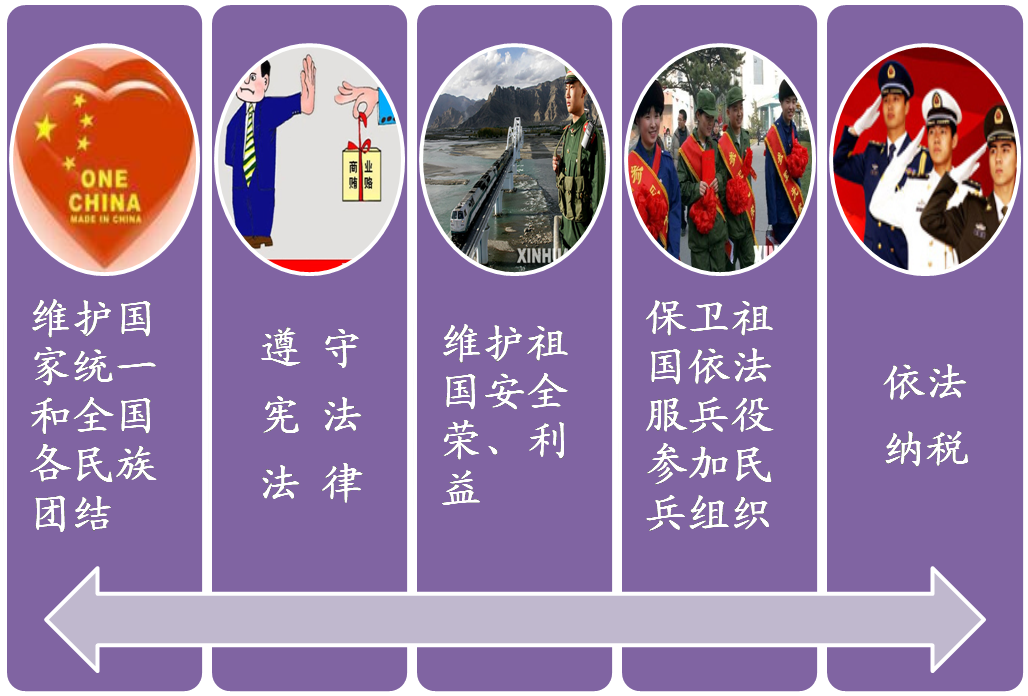 ONE
CHINA
MADE IN CHINA
维护国
家统一
和全国
各民族
团结
商业
贿赂
遵守
宪法
法律
XINHU
维护祖
国安全
荣、利
益
保卫祖
国依法
服兵役
参加民
兵组织
依法
纳税